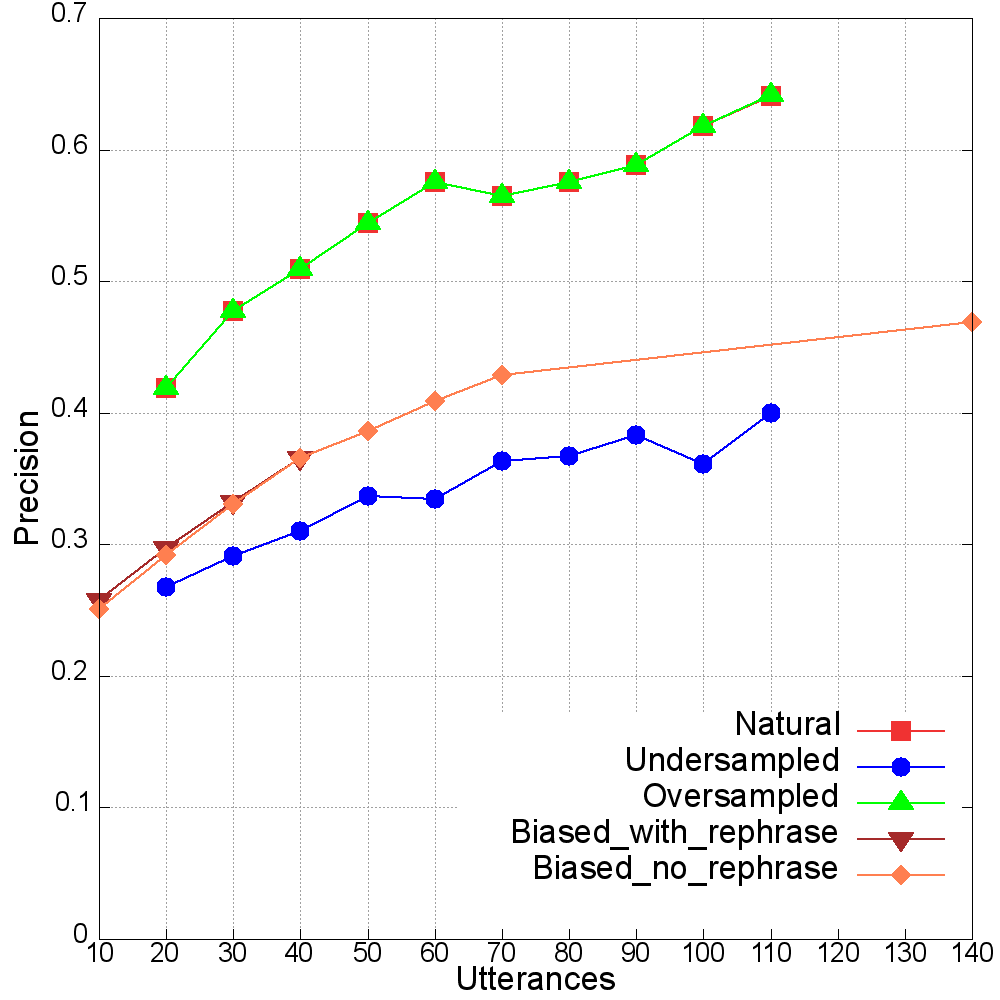 0.7
0.6
0.5
0.4
0.3
0.2
0.1
0
Precision
Natural
Undersampled
Oversampled
Biased_with_rephrase
Biased_no_rephrase
10 20 30 40 50 60 70 80 90 100 110 120 130 140
Utterances